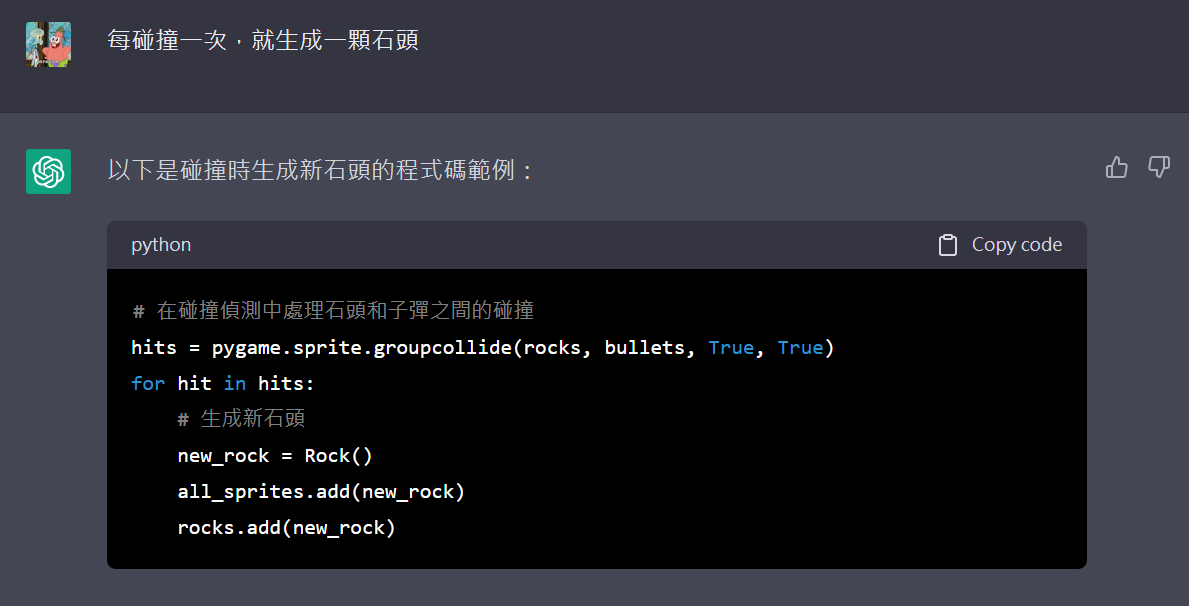 每碰撞一次，就生成一顆石頭
以下是碰撞時生成新石頭的程式碼範例：
python
Copy code
# 在碰撞偵測中處理石頭和子彈之間的碰撞
hits = pygame.sprite.groupcollide(rocks, bullets, True, True)
for hit in hits:
    # 生成新石頭
    new_rock = Rock()
    all_sprites.add(new_rock)
    rocks.add(new_rock)